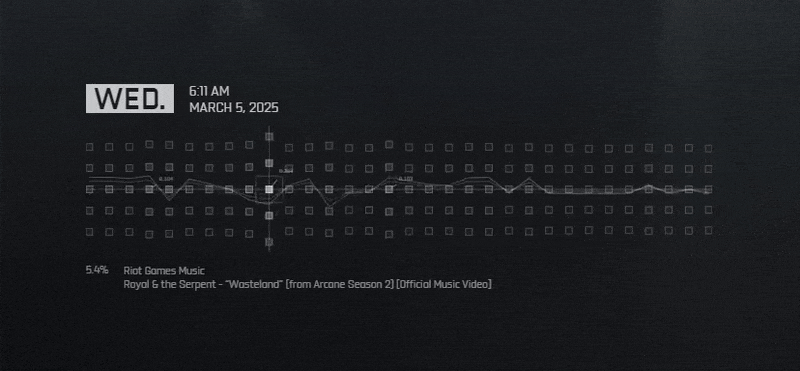 WED.
6:11 AM
MARCH 5, 2025
5.4%
Riot Games Music
Royal & the Serpent - "Wasteland" (from Arcane Season 2) [Official Music Video]